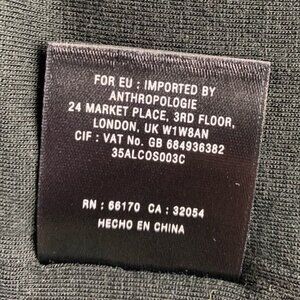 FOR EU : IMPORTED BY
ANTHROPOLOGIE
24 MARKET PLACE, 3RD FLOOR,
LONDON, UK W1W8AN
CIF : VAT No. GB 684936382
35ALCOS003C
RN : 66170 CA : 32054
HECHO EN CHINA